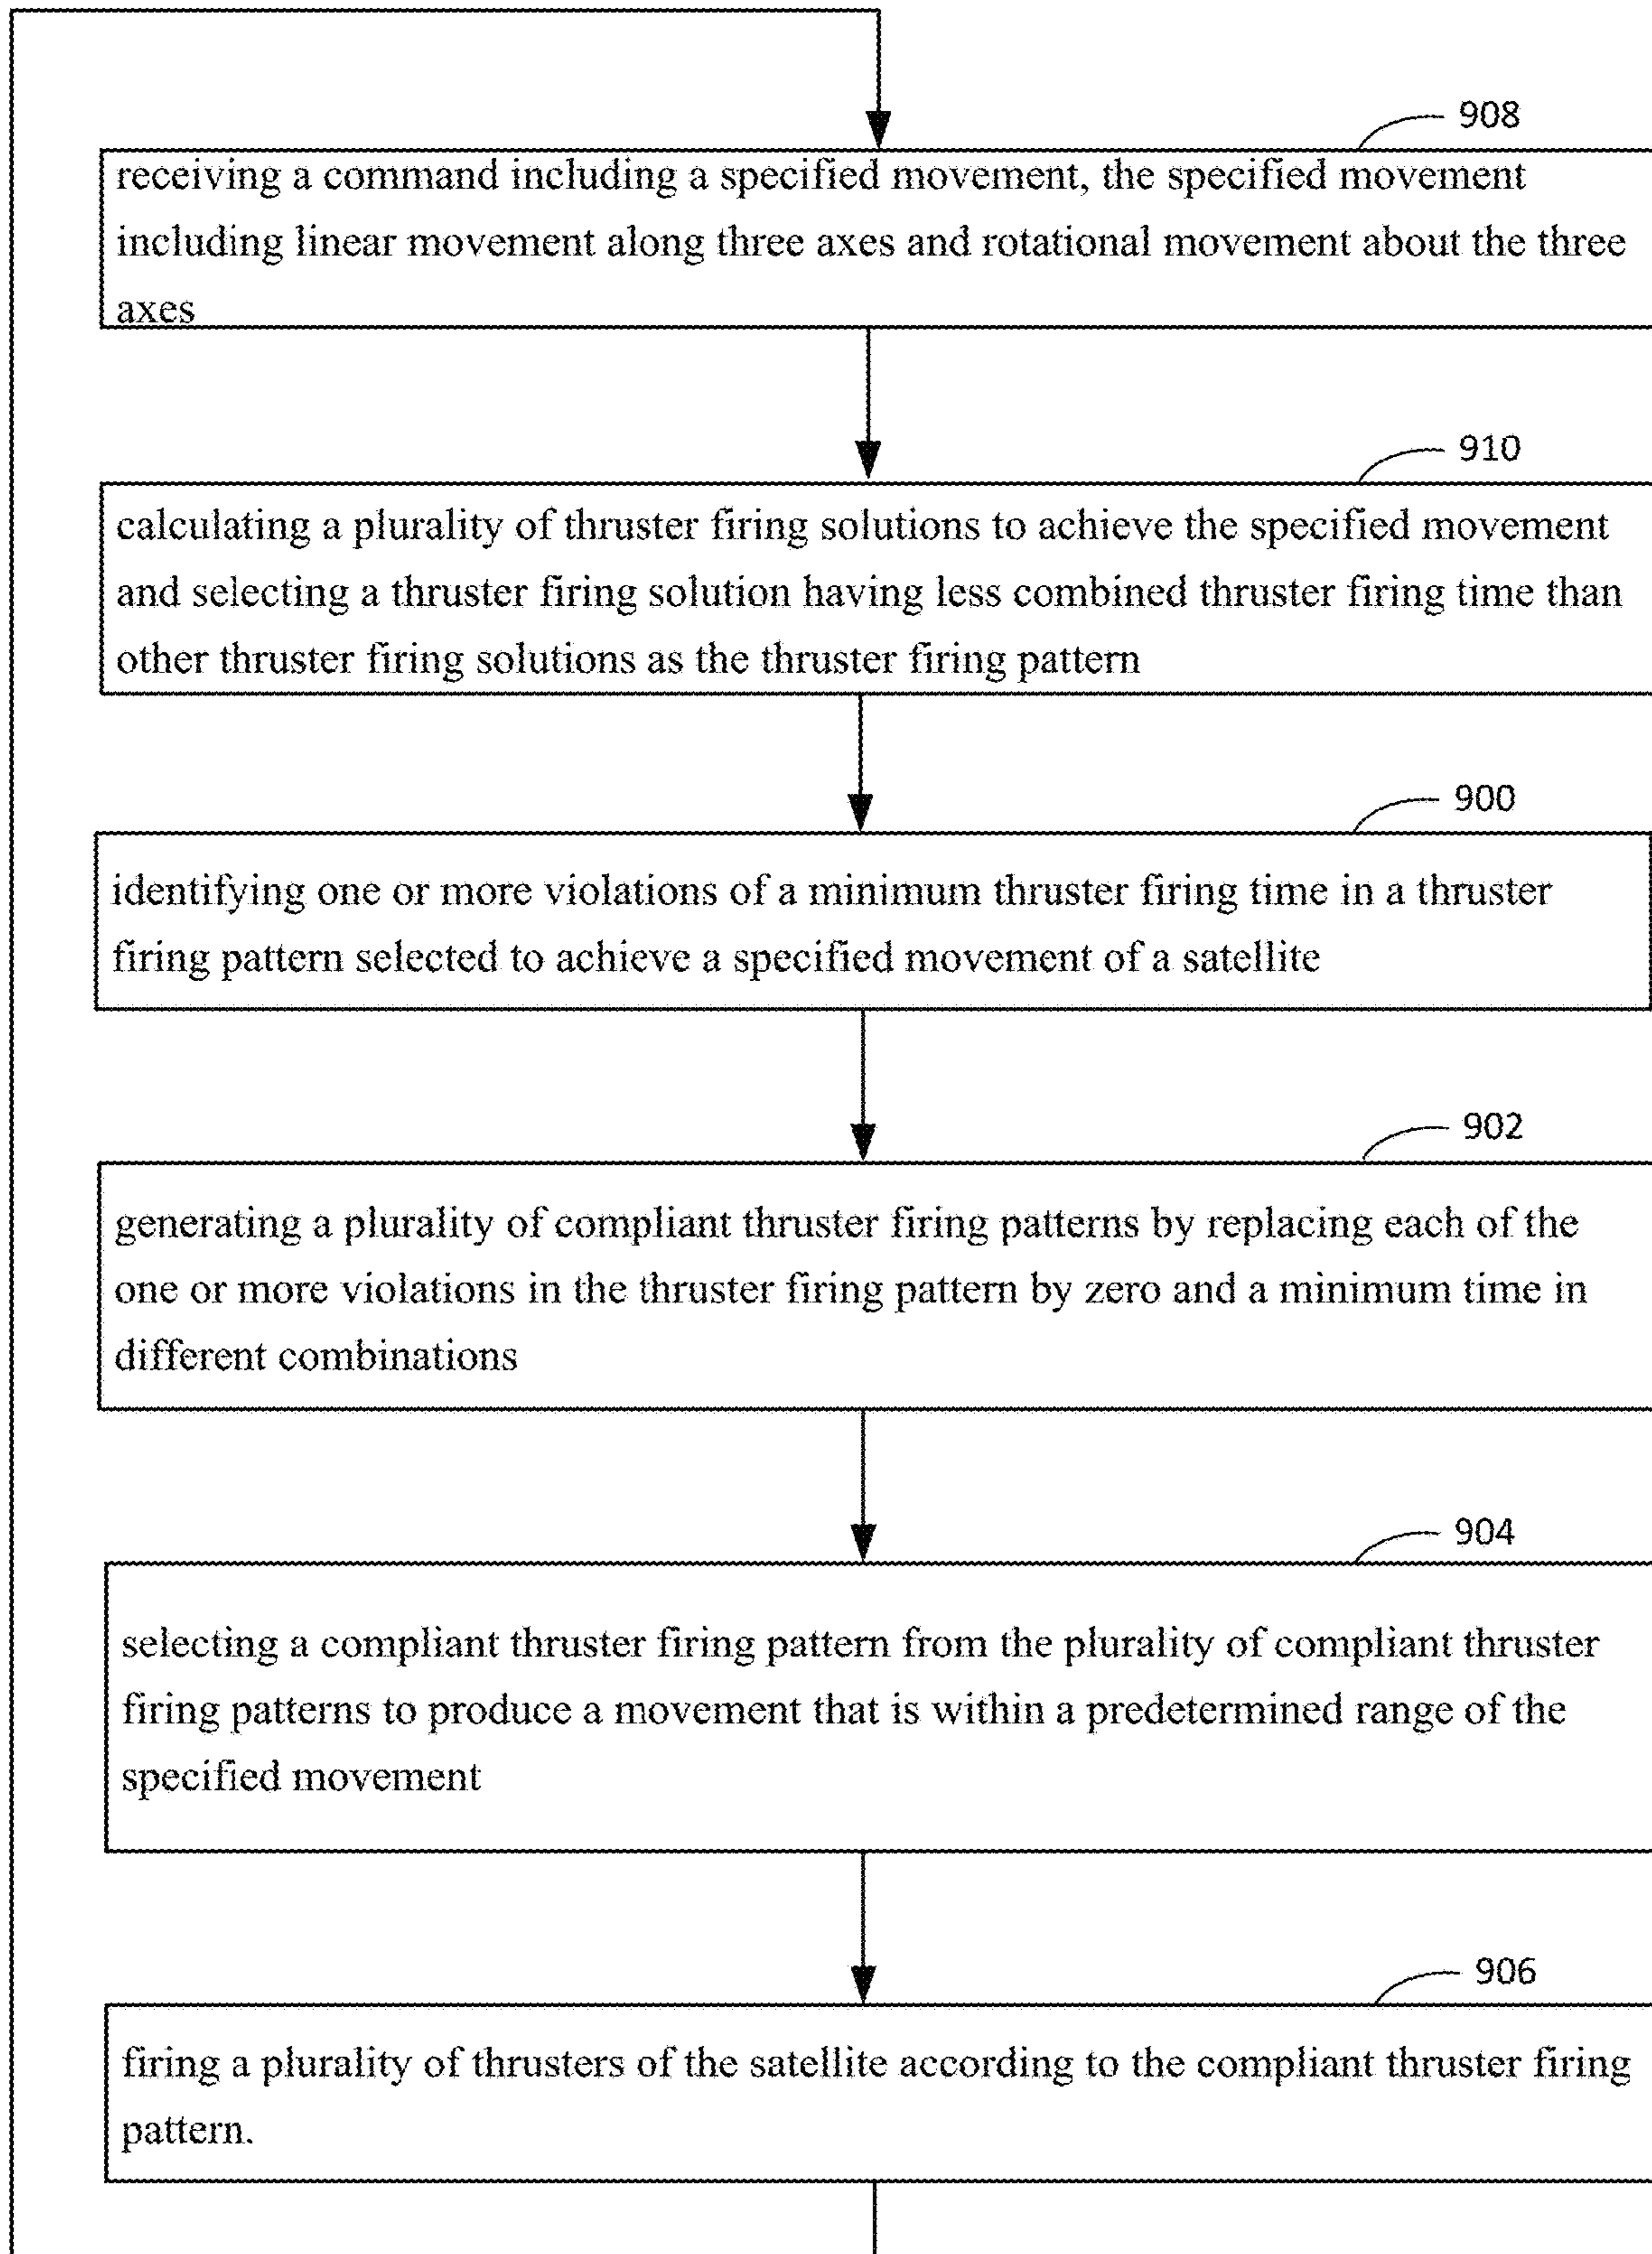 908
receiving a command including a specified movement, the specified movement
including linear movement along three axes and rotational movement about the three
axes
910
calculating a plurality of thruster firing solutions to achieve the specified movement
and selecting a thruster firing solution having less combined thruster firing time than
other thruster firing solutions as the thruster firing pattern
900
identifying one or more violations of a minimum thruster firing time in a thruster
firing pattern selected to achieve a specified movement of a satellite
902
generating a plurality of compliant thruster firing patterns by replacing each of the
one or more violations in the thruster firing pattern by zero and a minimum time in
different combinations
904
selecting a compliant thruster firing pattern from the plurality of compliant thruster
firing patterns to produce a movement that is within a predetermined range of the
specified movement
906
firing a plurality of thrusters of the satellite according to the compliant thruster firing
pattern.